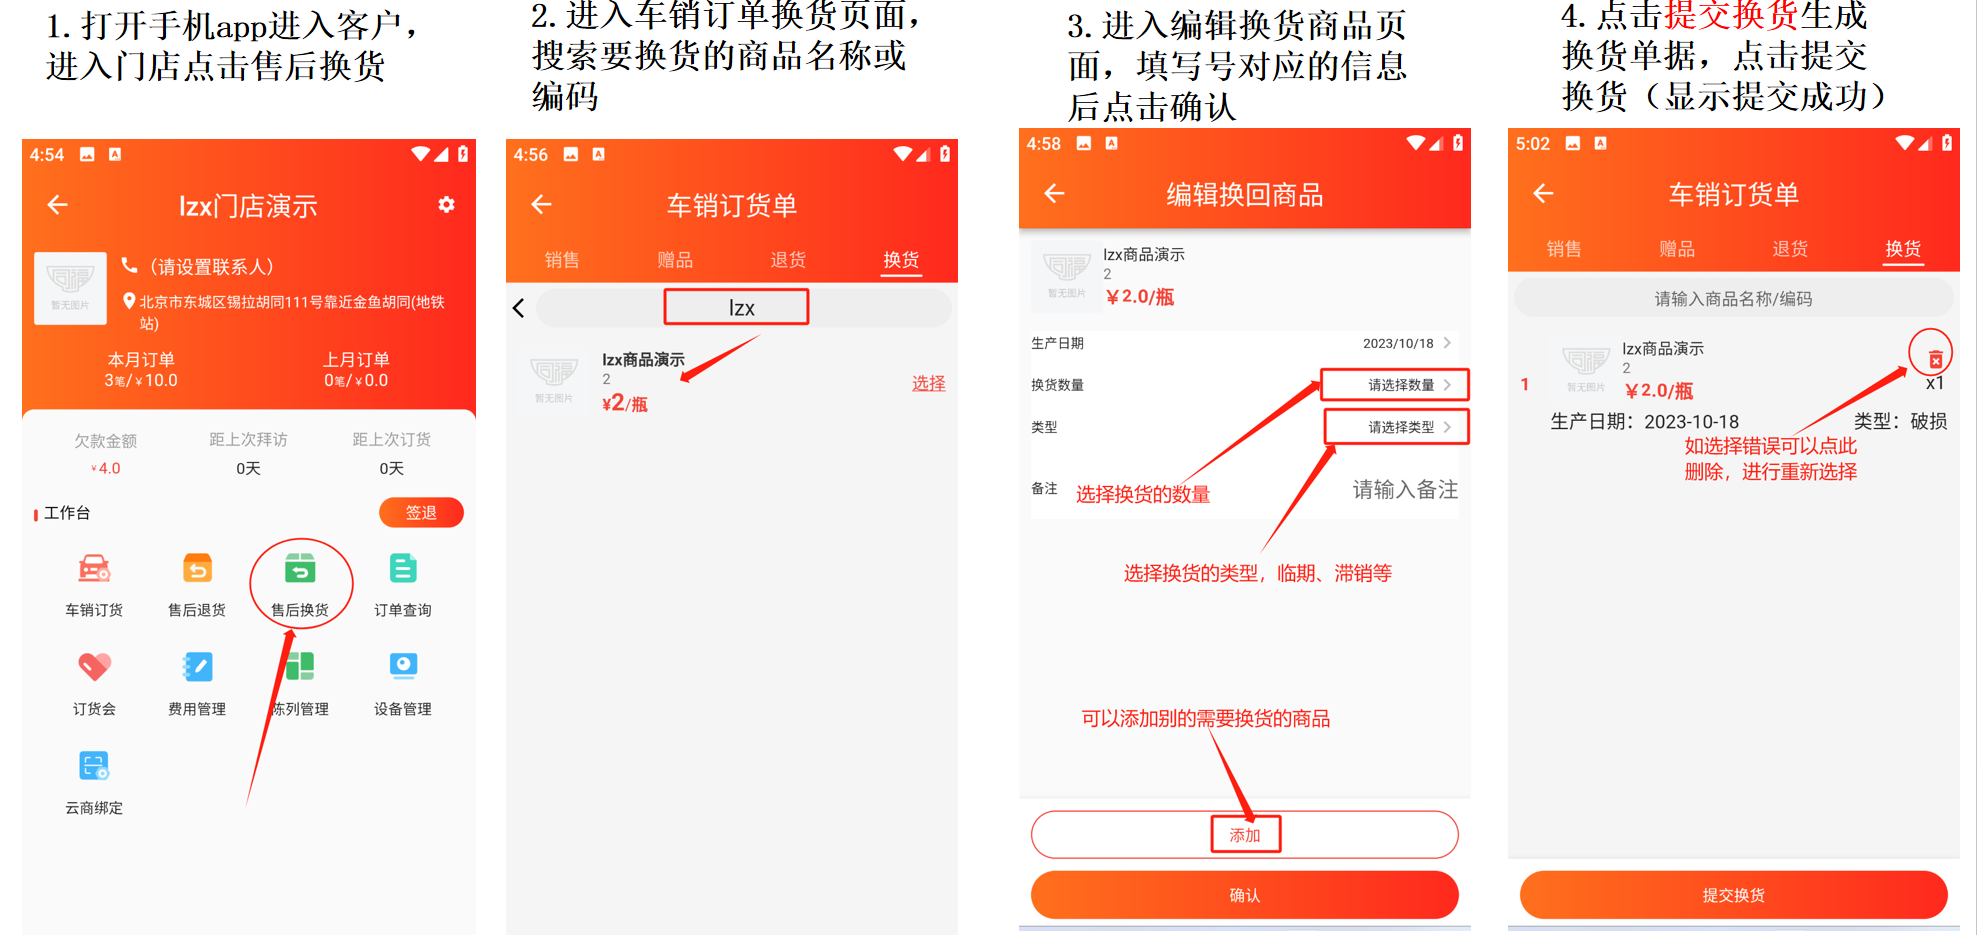 1.打开手机app进入客户，
进入门店点击售后换货
4:54
lzx门店演示
暂无图片
（请设置联系人）
北京市东城区锡拉胡同111号靠近金鱼胡同(地铁
站)
本月订单
上月订单
3笔/￥10.0
0笔/￥0.0
欠款金额
距上次拜访
距上次订货
￥4.0
0天
0天
工作台
签退
车销订货
售后退货
售后换货
订单查询
订货会
费用管理
陈列管理
设备管理
云商绑定
2.进入车销订单换货页面，
搜索要换货的商品名称或
编码
4:56
车销订货单
销售
赠品
退货
换货
lzx
暂无图片
lzx商品演示
2
¥2/瓶
选择
3.进入编辑换货商品页
面，填写号对应的信息
后点击确认
4:58
编辑换回商品
暂无图片
lzx商品演示
2
￥2.0/瓶
生产日期
2023/10/18
换货数量
请选择数量
类型
请选择类型
备注
选择换货的数量
请输入备注
选择换货的类型，临期、滞销等
可以添加别的需要换货的商品
添加
确认
4.点击提交换货生成
换货单据，点击提交
换货（显示提交成功）
5:02
车销订货单
销售
赠品
退货
换货
请输入商品名称/编码
1
暂无图片
lzx商品演示
2
￥2.0/瓶
x1
生产日期：2023-10-18
类型：破损
如选择错误可以点此
删除，进行重新选择
提交换货